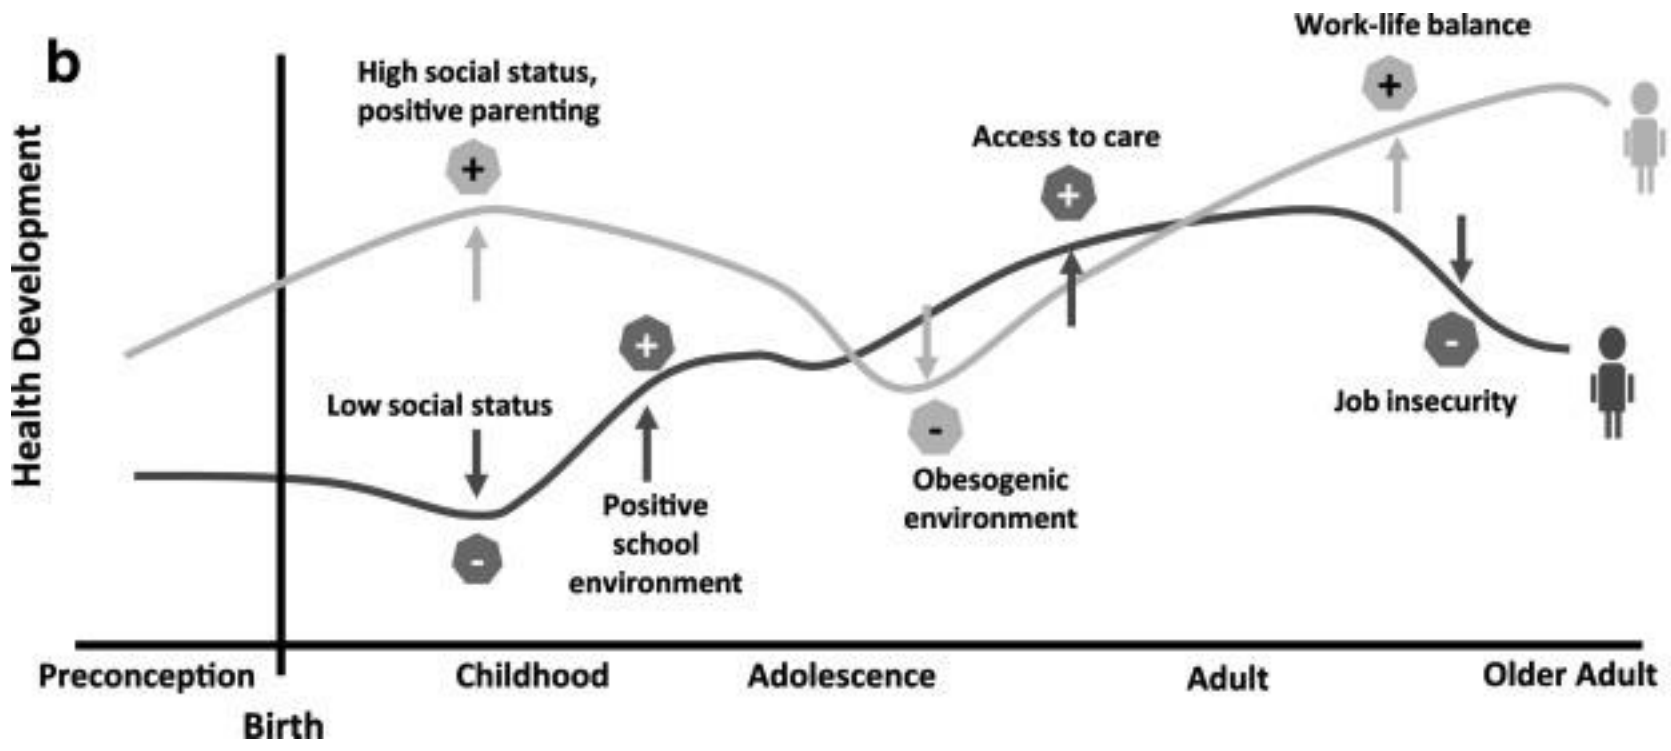 b
Work-life balance
+
High social status,
positive parenting
+
Access to care
+
Health Development
+
Low social status
-
Positive
school
environment
-
Obesogenic
environment
-
Job insecurity
Preconception
Childhood
Adolescence
Adult
Older Adult
Birth